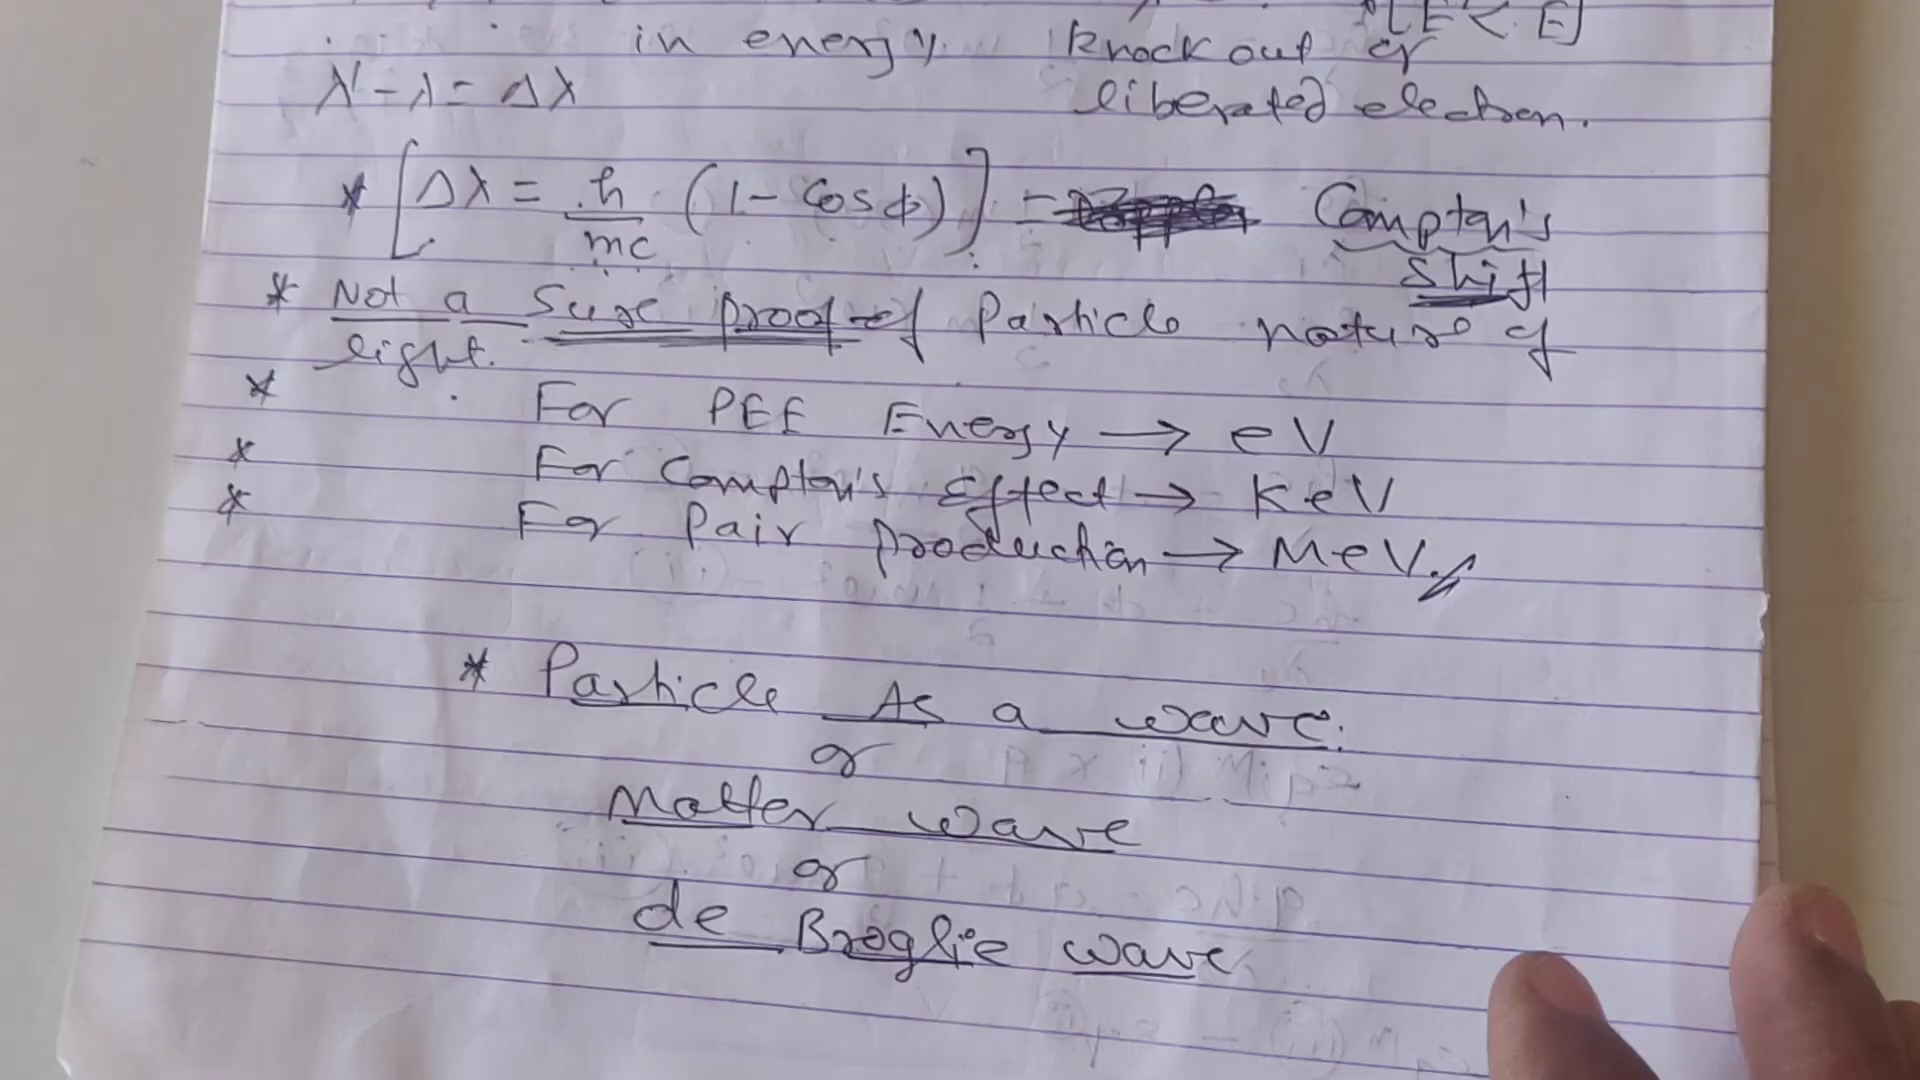 [E' < E]
in energy. knock out or
λ' - λ = Δλ liberated electron.
* [Δλ = h/mc (1 - cosφ)] - Compton's
Shift
* Not a sure proof of Particle nature of
light.
* For PEE Energy → eV
* For Compton's Effect → KeV
* For Pair production → MeV.
* Particle As a wave.
or
Matter wave
or
de Broglie wave